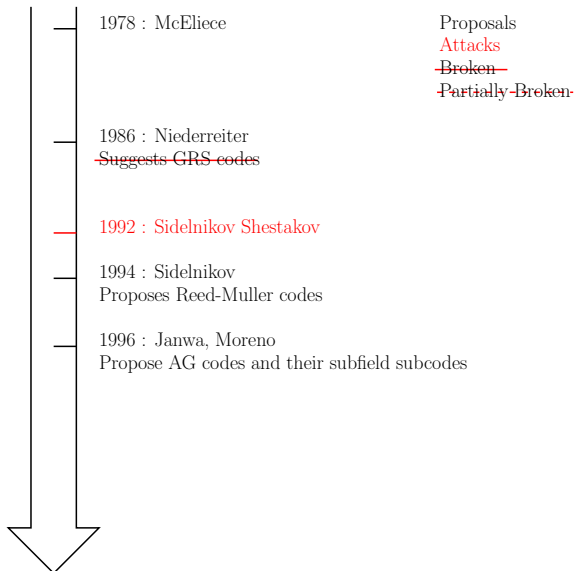 1978 : McEliece
Proposals
Attacks
Broken
Partially Broken
1986 : Niederreiter
Suggests GRS codes
1992 : Sidelnikov Shestakov
1994 : Sidelnikov
Proposes Reed-Muller codes
1996 : Janwa, Moreno
Propose AG codes and their subfield subcodes